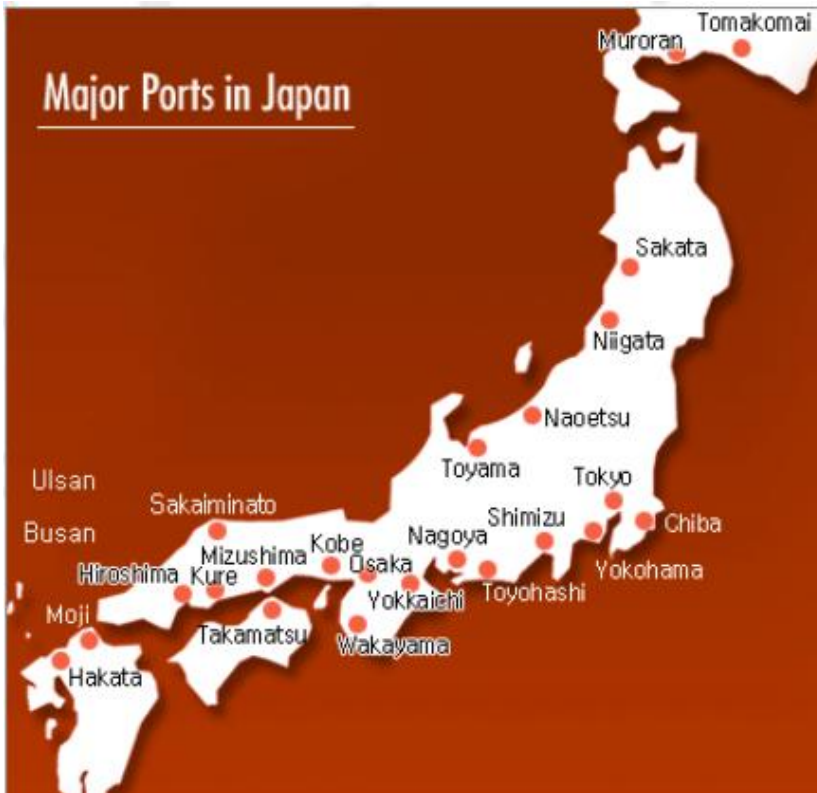 Major Ports in Japan
Tomakomai
Muroran
Sakata
Niigata
Naoetsu
Toyama
Tokyo
Ulsan
Sakaiminato
Shimizu
Chiba
Busan
Nagoya
Kobe
Mizushima
Osaka
Hiroshima
Kure
Toyohashi
Yokohama
Yokkaichi
Moji
Takamatsu
Wakayama
Hakata